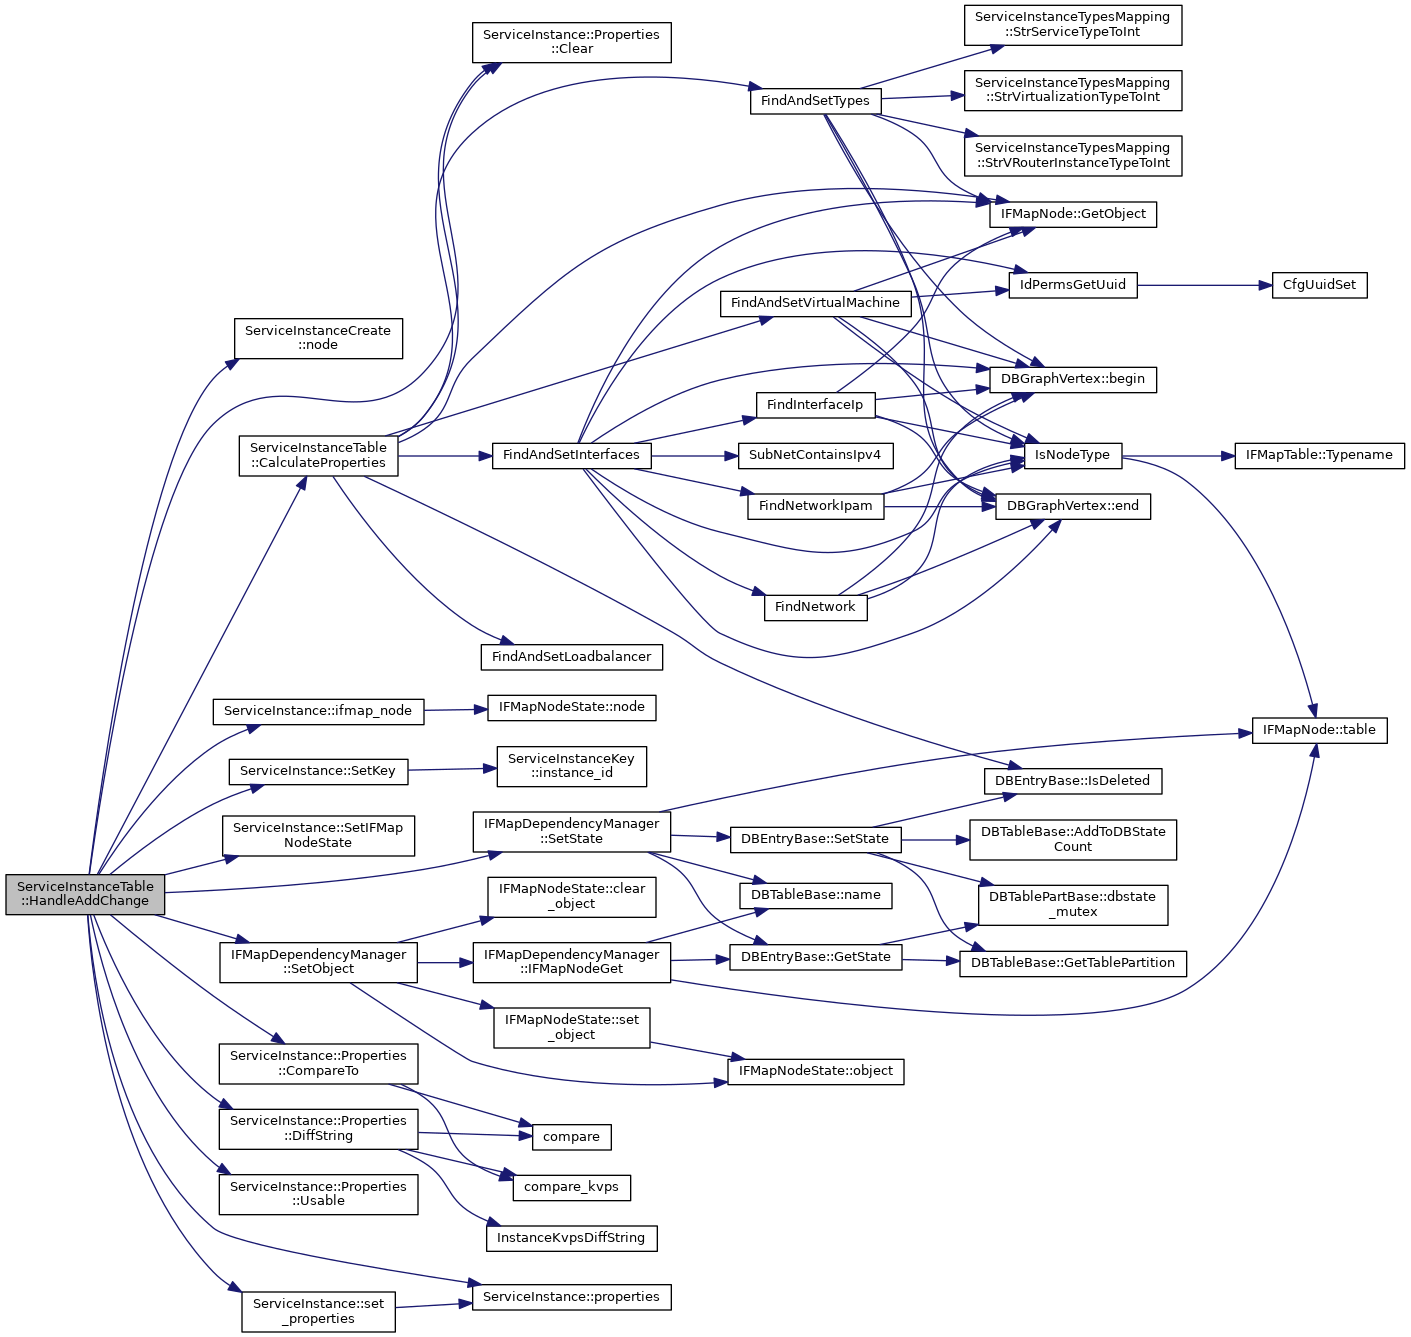 ServiceInstanceTable
::HandleAddChange
ServiceInstanceCreate
::node
ServiceInstanceTable
::CalculateProperties
ServiceInstance::ifmap_node
ServiceInstance::SetKey
ServiceInstance::SetIFMap
NodeState
IFMapDependencyManager
::SetObject
ServiceInstance::Properties
::CompareTo
ServiceInstance::Properties
::DiffString
ServiceInstance::Properties
::Usable
ServiceInstance::set
_properties
ServiceInstance::Properties
::Clear
FindAndSetInterfaces
FindAndSetLoadbalancer
IFMapNodeState::node
ServiceInstanceKey
::instance_id
IFMapDependencyManager
::SetState
IFMapNodeState::clear
_object
IFMapDependencyManager
::IFMapNodeGet
IFMapNodeState::set
_object
compare
compare_kvps
InstanceKvpsDiffString
ServiceInstance::properties
FindAndSetTypes
FindAndSetVirtualMachine
FindInterfaceIp
SubNetContainsIpv4
FindNetworkIpam
FindNetwork
DBEntryBase::SetState
DBTableBase::name
DBEntryBase::GetState
IFMapNodeState::object
ServiceInstanceTypesMapping
::StrServiceTypeToInt
ServiceInstanceTypesMapping
::StrVirtualizationTypeToInt
ServiceInstanceTypesMapping
::StrVRouterInstanceTypeToInt
IFMapNode::GetObject
IdPermsGetUuid
DBGraphVertex::begin
IsNodeType
DBGraphVertex::end
DBEntryBase::IsDeleted
DBTableBase::AddToDBState
Count
DBTablePartBase::dbstate
_mutex
DBTableBase::GetTablePartition
CfgUuidSet
IFMapTable::Typename
IFMapNode::table